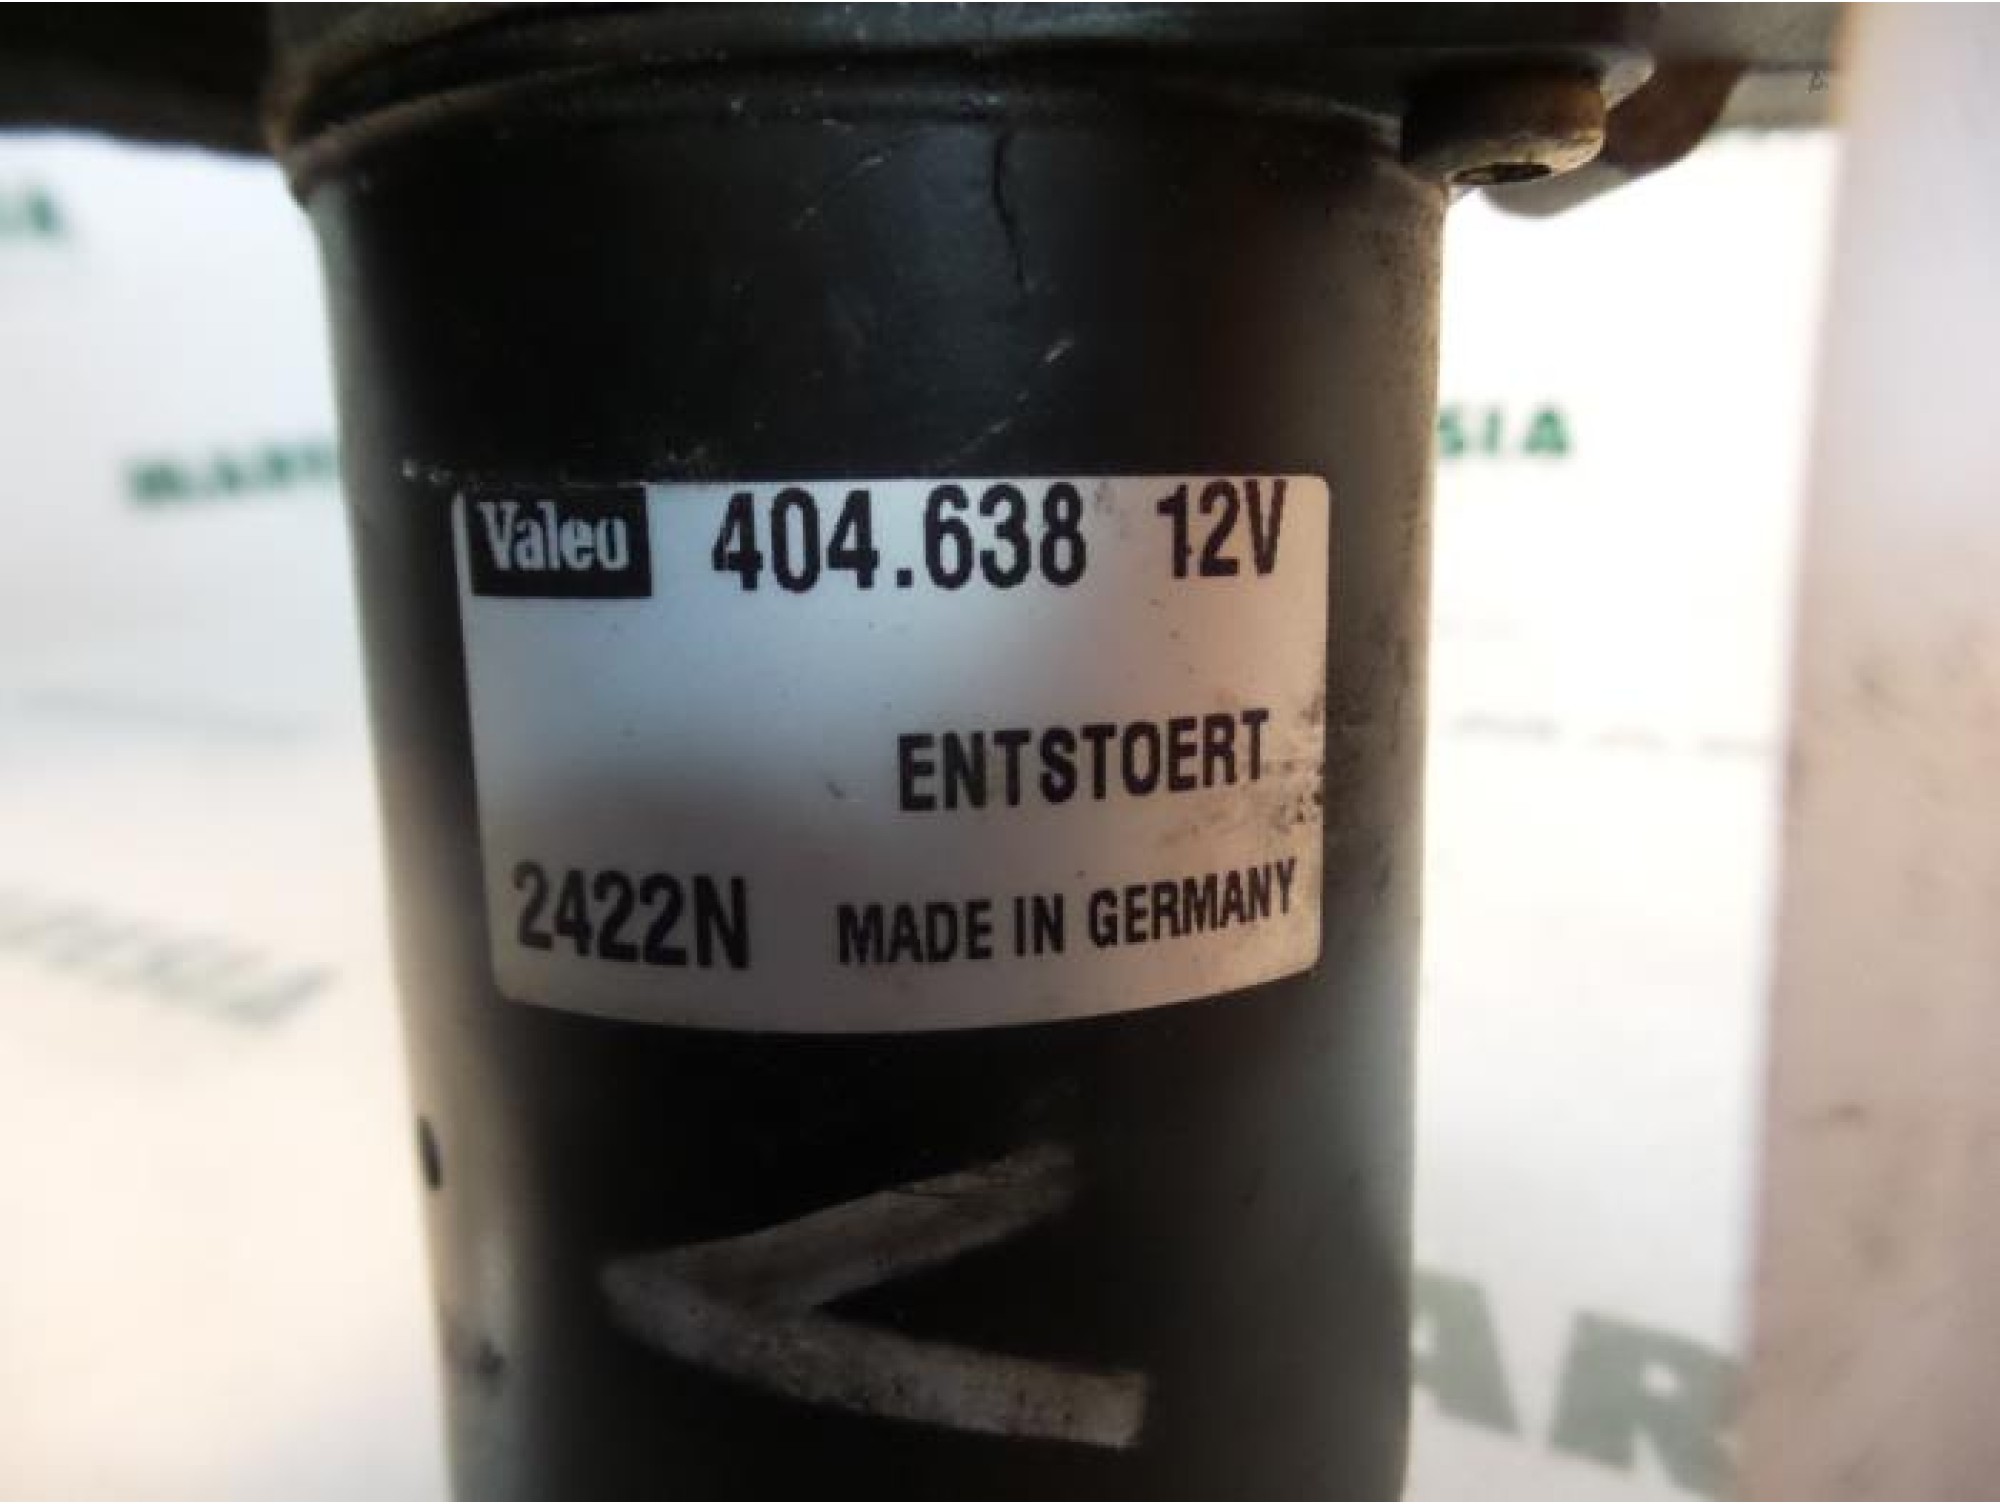 Valeo 404.638 12V
ENTSTOERT
2422N MADE IN GERMANY